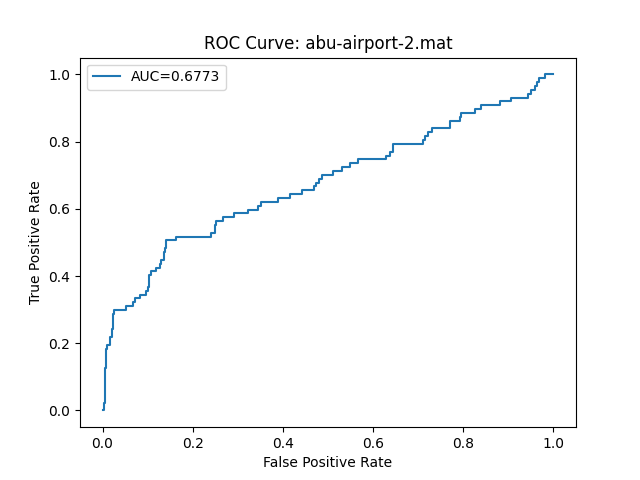 ROC Curve: abu-airport-2.mat
AUC=0.6773
True Positive Rate
1.0
0.8
0.6
0.4
0.2
0.0
0.0 0.2 0.4 0.6 0.8 1.0
False Positive Rate